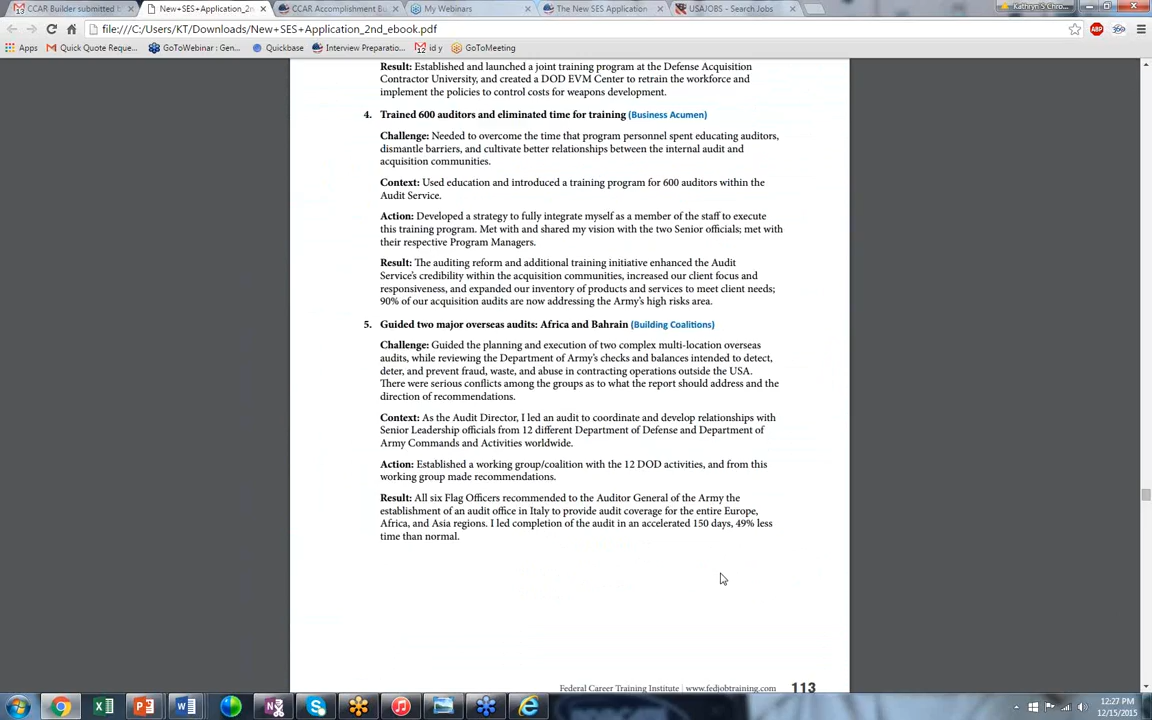 CCAR Builder submitted b
New+SES+Application_2n
CCAR Accomplishment Bu
My Webinars
The New SES Application
USAJOBS - Search Jobs
Kathryn S Chro...
file:///C:/Users/KT/Downloads/New+SES+Application_2nd_ebook.pdf
Apps
Quick Quote Reque...
GoToWebinar : Gen...
Quickbase
Interview Preparatio...
id y
GoToMeeting
Result: Established and launched a joint training program at the Defense Acquisition
Contractor University, and created a DOD EVM Center to retrain the workforce and
implement the policies to control costs for weapons development.
4. Trained 600 auditors and eliminated time for training (Business Acumen)
Challenge: Needed to overcome the time that program personnel spent educating auditors,
dismantle barriers, and cultivate better relationships between the internal audit and
acquisition communities.
Context: Used education and introduced a training program for 600 auditors within the
Audit Service.
Action: Developed a strategy to fully integrate myself as a member of the staff to execute
this training program. Met with and shared my vision with the two Senior officials; met with
their respective Program Managers.
Result: The auditing reform and additional training initiative enhanced the Audit
Service's credibility within the acquisition communities, increased our client focus and
responsiveness, and expanded our inventory of products and services to meet client needs;
90% of our acquisition audits are now addressing the Army's high risks area.
5. Guided two major overseas audits: Africa and Bahrain (Building Coalitions)
Challenge: Guided the planning and execution of two complex multi-location overseas
audits, while reviewing the Department of Army's checks and balances intended to detect,
deter, and prevent fraud, waste, and abuse in contracting operations outside the USA.
There were serious conflicts among the groups as to what the report should address and the
direction of recommendations.
Context: As the Audit Director, I led an audit to coordinate and develop relationships with
Senior Leadership officials from 12 different Department of Defense and Department of
Army Commands and Activities worldwide.
Action: Established a working group/coalition with the 12 DOD activities, and from this
working group made recommendations.
Result: All six Flag Officers recommended to the Auditor General of the Army the
establishment of an audit office in Italy to provide audit coverage for the entire Europe,
Africa, and Asia regions. I led completion of the audit in an accelerated 150 days, 49% less
time than normal.
Federal Career Training Institute | www.fedjobtraining.com 113
12:27 PM
12/15/2015